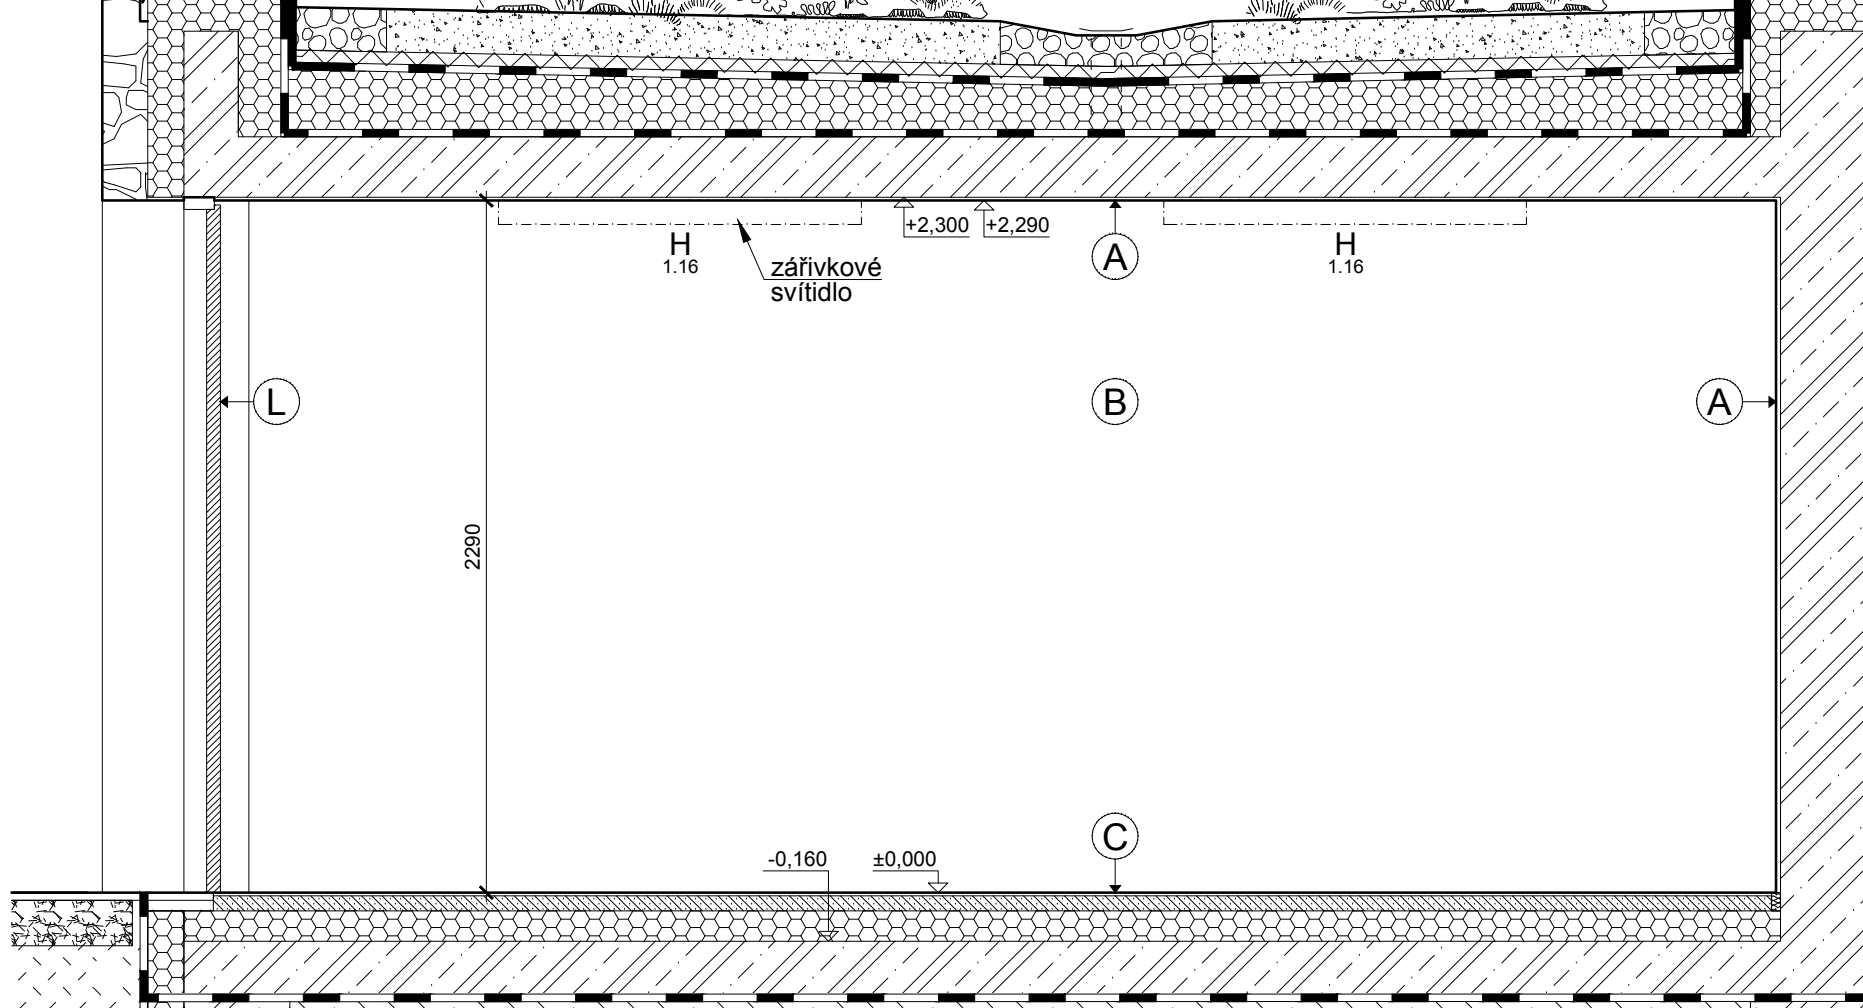 +2,300
+2,290
H
1.16
zářivkové
svítidlo
A
H
1.16
L
B
A
2290
C
-0,160
±0,000